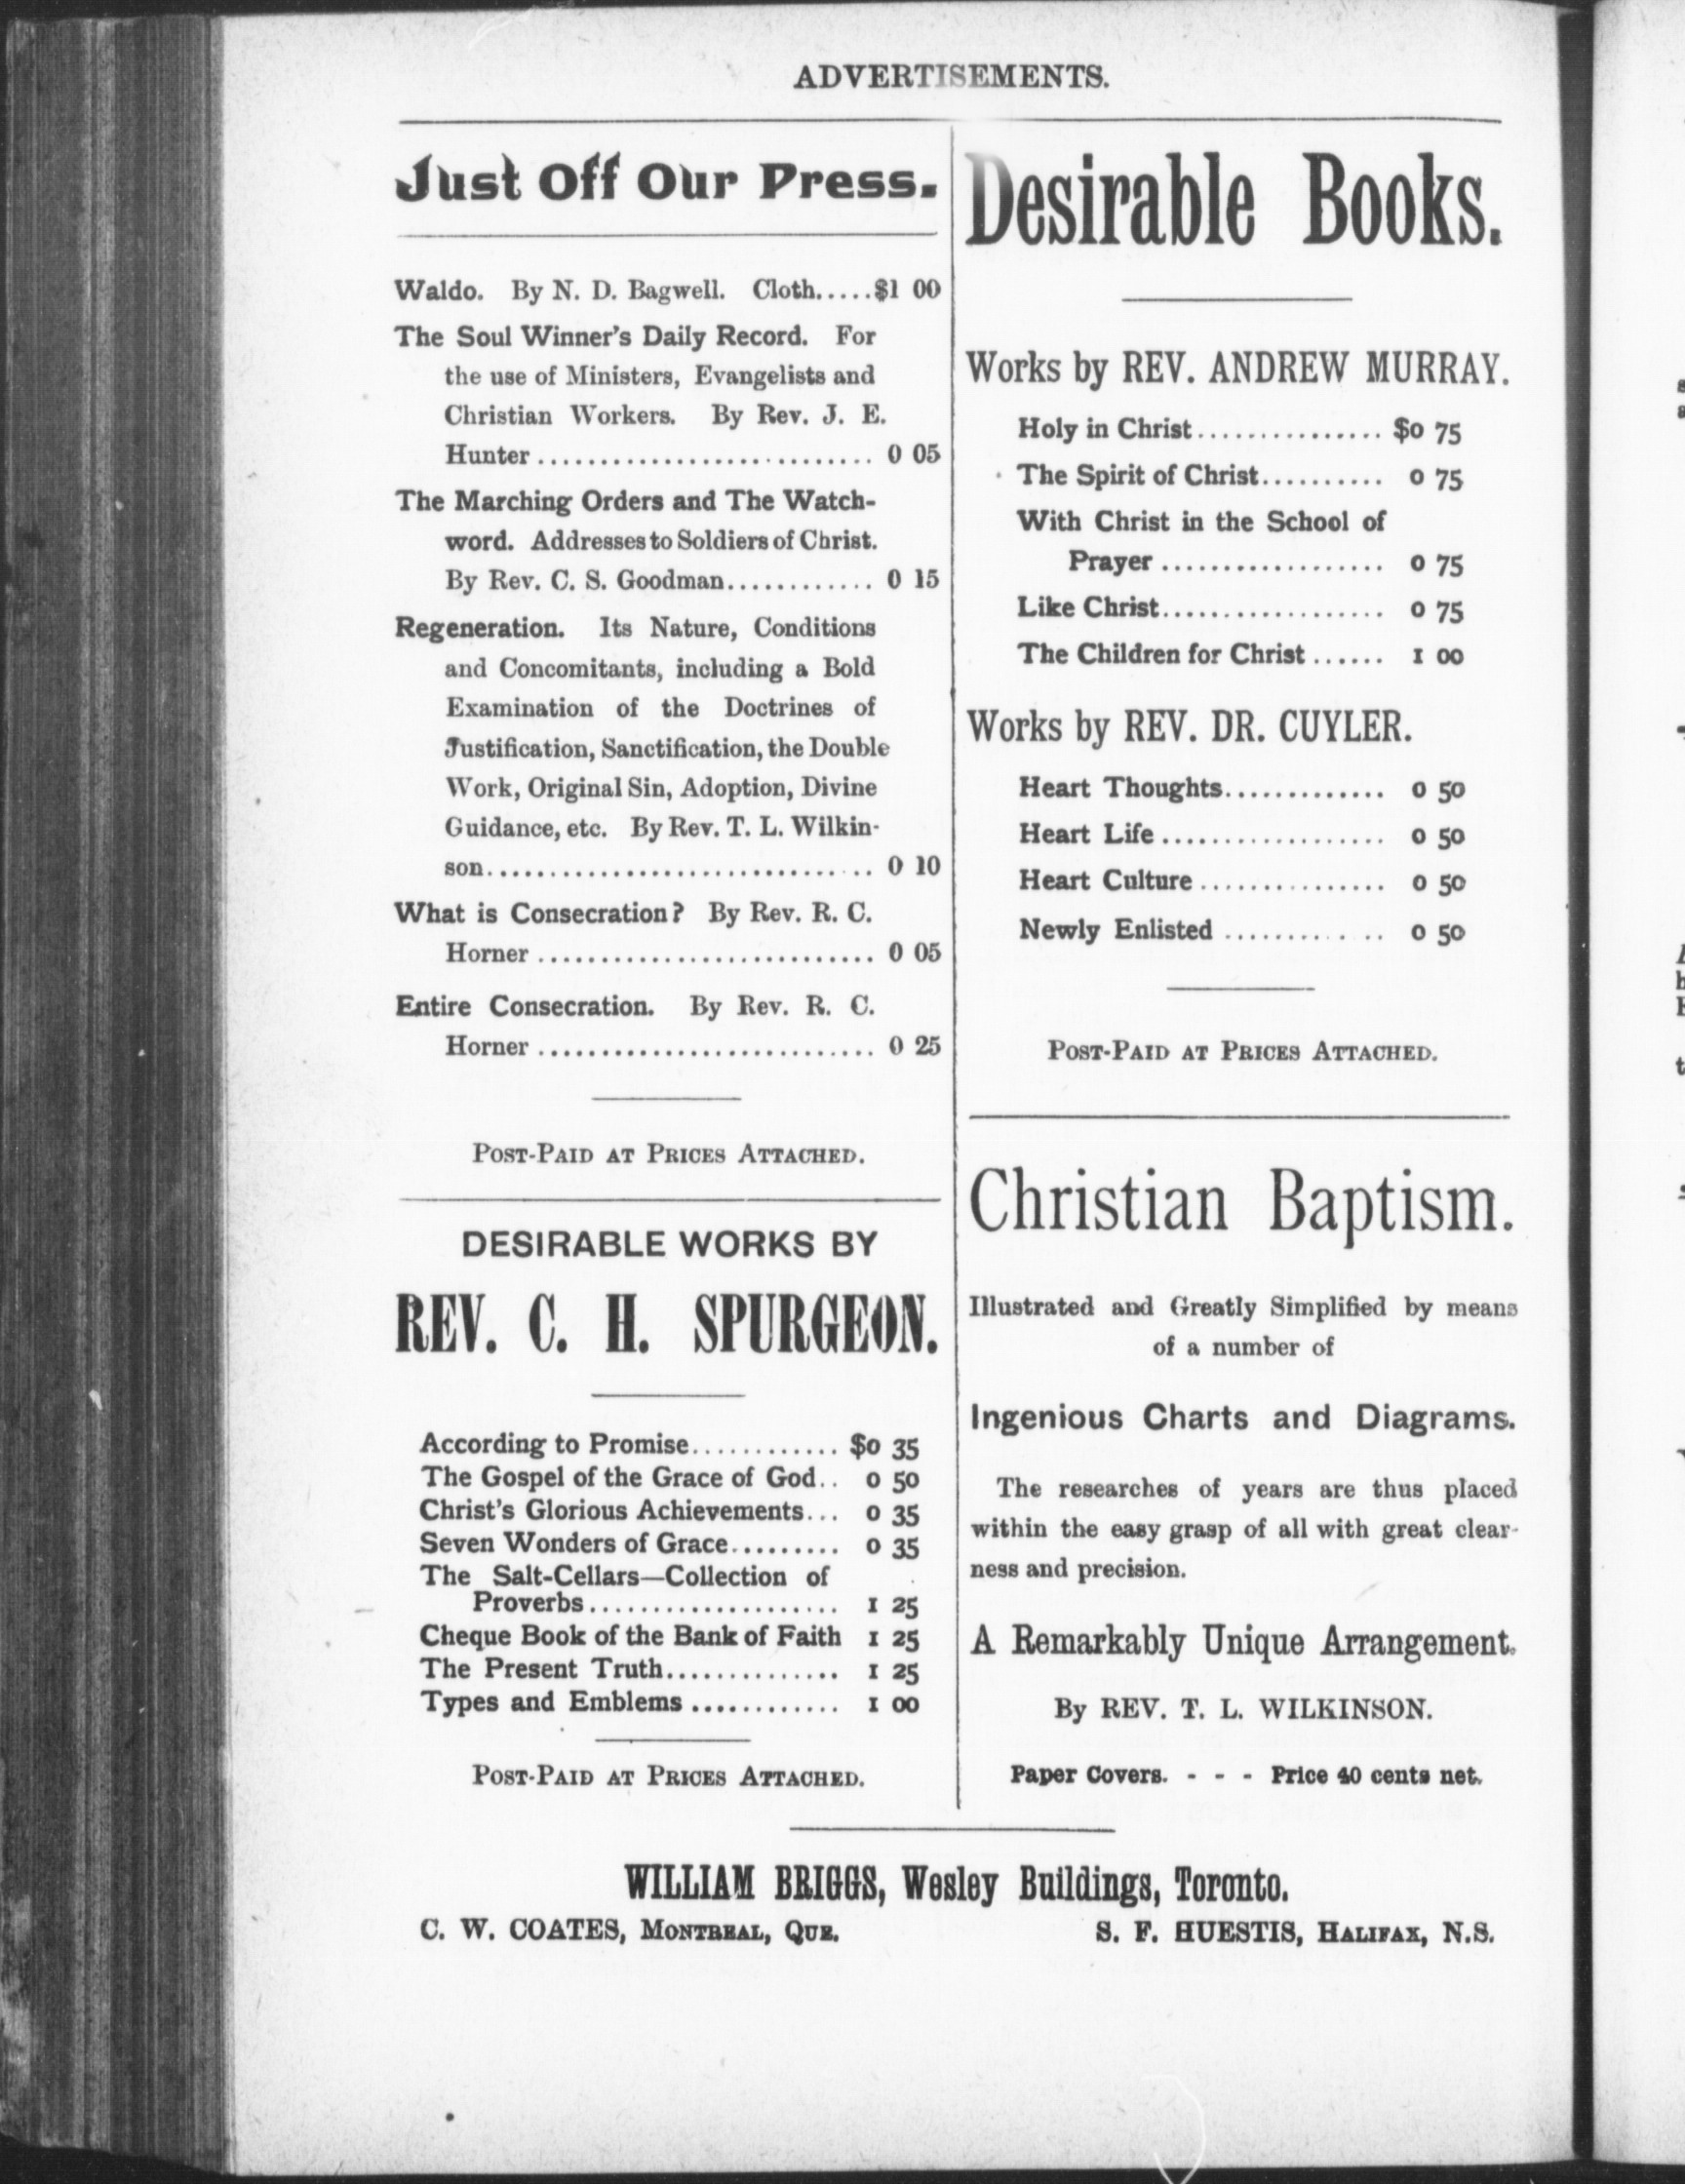 ADVERTISEMENTS.
Just Off Our Press.
Waldo. By N. D. Bagwell. Cloth.....$1 00
The Soul Winner's Daily Record. For
the use of Ministers, Evangelists and
Christian Workers. By Rev. J. E.
Hunter ........................... 0 05
The Marching Orders and The Watch-
word. Addresses to Soldiers of Christ.
By Rev. C. S. Goodman............ 0 15
Regeneration. Its Nature, Conditions
and Concomitants, including a Bold
Examination of the Doctrines of
Justification, Sanctification, the Double
Work, Original Sin, Adoption, Divine
Guidance, etc. By Rev. T. L. Wilkin-
son............................... 0 10
What is Consecration? By Rev. R. C.
Horner ........................... 0 05
Entire Consecration. By Rev. R. C.
Horner ........................... 0 25
POST-PAID AT PRICES ATTACHED.
DESIRABLE WORKS BY
REV. C. H. SPURGEON.
According to Promise............ $0 35
The Gospel of the Grace of God.. 0 50
Christ's Glorious Achievements... 0 35
Seven Wonders of Grace......... 0 35
The Salt-Cellars—Collection of
Proverbs.................... 1 25
Cheque Book of the Bank of Faith 1 25
The Present Truth.............. 1 25
Types and Emblems ............ 1 00
POST-PAID AT PRICES ATTACHED.
Desirable Books.
Works by REV. ANDREW MURRAY.
Holy in Christ............... $0 75
The Spirit of Christ.......... 0 75
With Christ in the School of
Prayer .................. 0 75
Like Christ.................. 0 75
The Children for Christ ...... 1 00
Works by REV. DR. CUYLER.
Heart Thoughts............. 0 50
Heart Life .................. 0 50
Heart Culture ............... 0 50
Newly Enlisted ............. 0 50
POST-PAID AT PRICES ATTACHED.
Christian Baptism.
Illustrated and Greatly Simplified by means
of a number of
Ingenious Charts and Diagrams.
The researches of years are thus placed
within the easy grasp of all with great clear-
ness and precision.
A Remarkably Unique Arrangement.
By REV. T. L. WILKINSON.
Paper Covers. - - - Price 40 cents net.
WILLIAM BRIGGS, Wesley Buildings, Toronto.
C. W. COATES, MONTREAL, QUE. S. F. HUESTIS, HALIFAX, N.S.